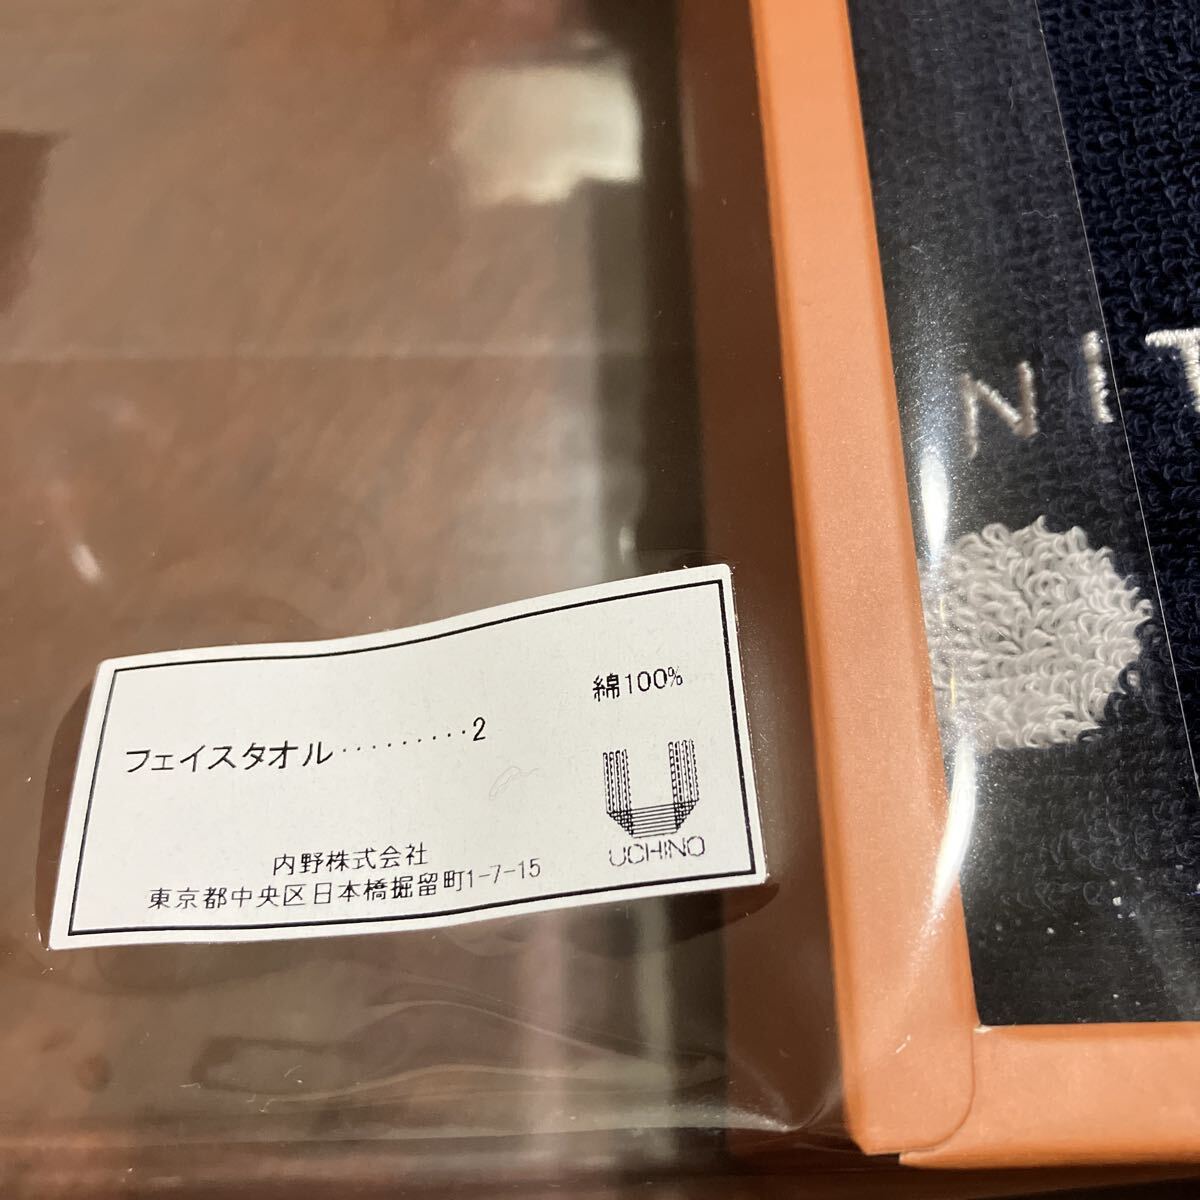 綿100%
フェイスタオル·········2
UCHINO
内野株式会社
東京都中央区日本橋掘留町1-7-15
NIT